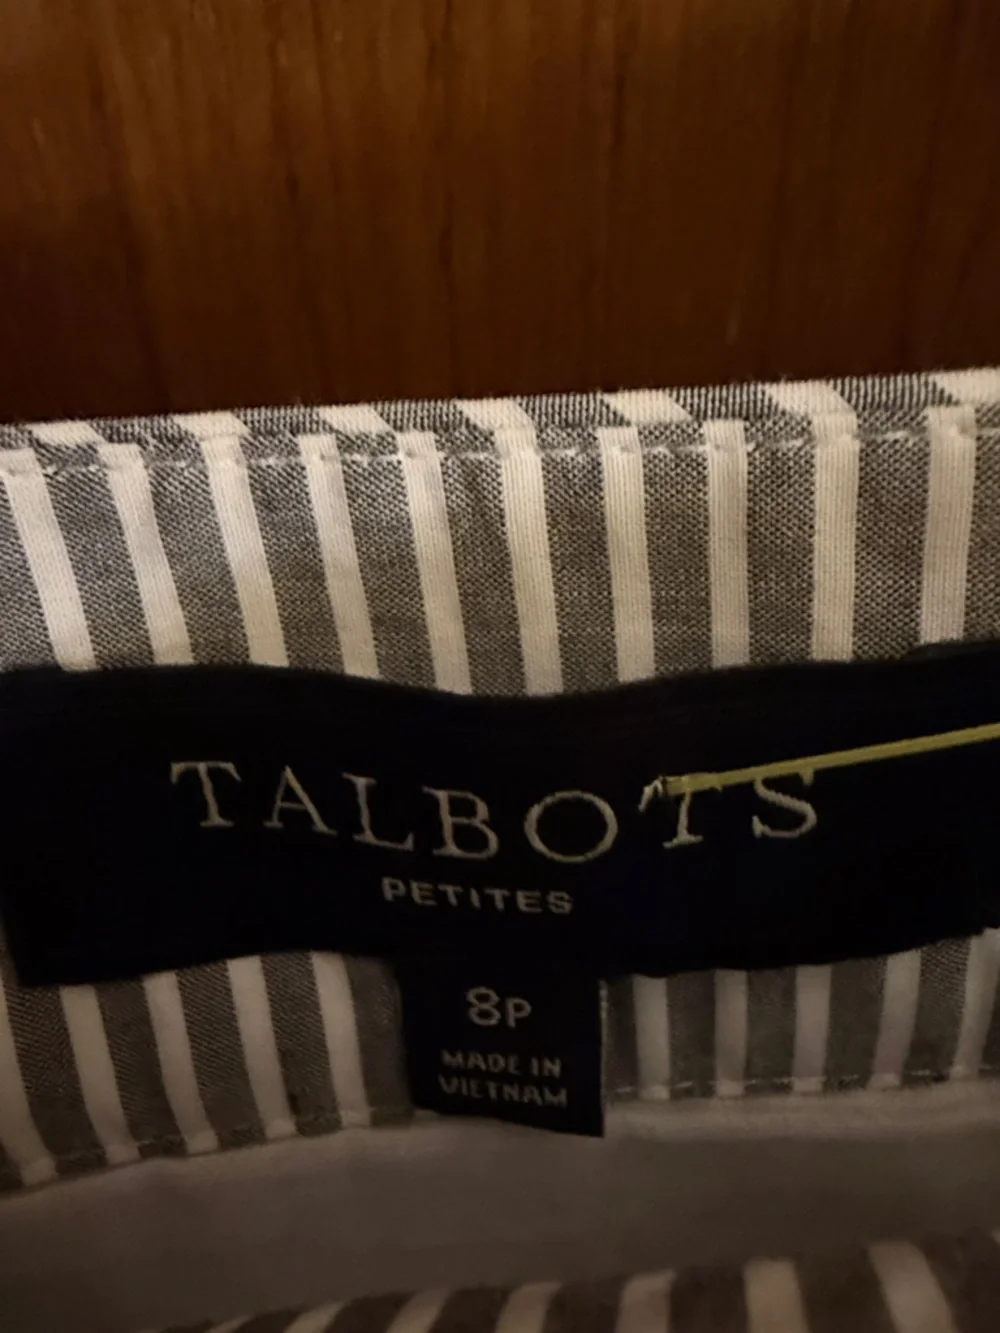 TALBOTS
PETITES
8P
MADE IN
VIETNAM